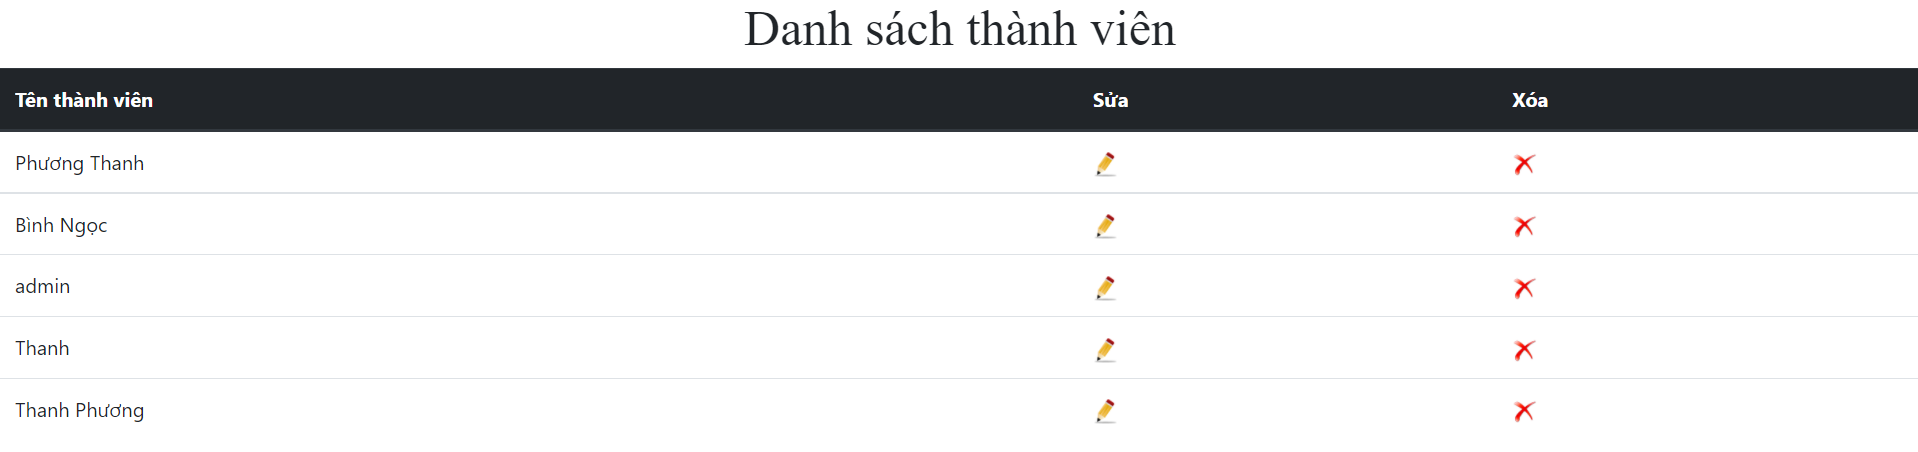 Danh sách thành viên
Tên thành viên Sửa Xóa
Phương Thanh
Bình Ngọc
admin
Thanh
Thanh Phương